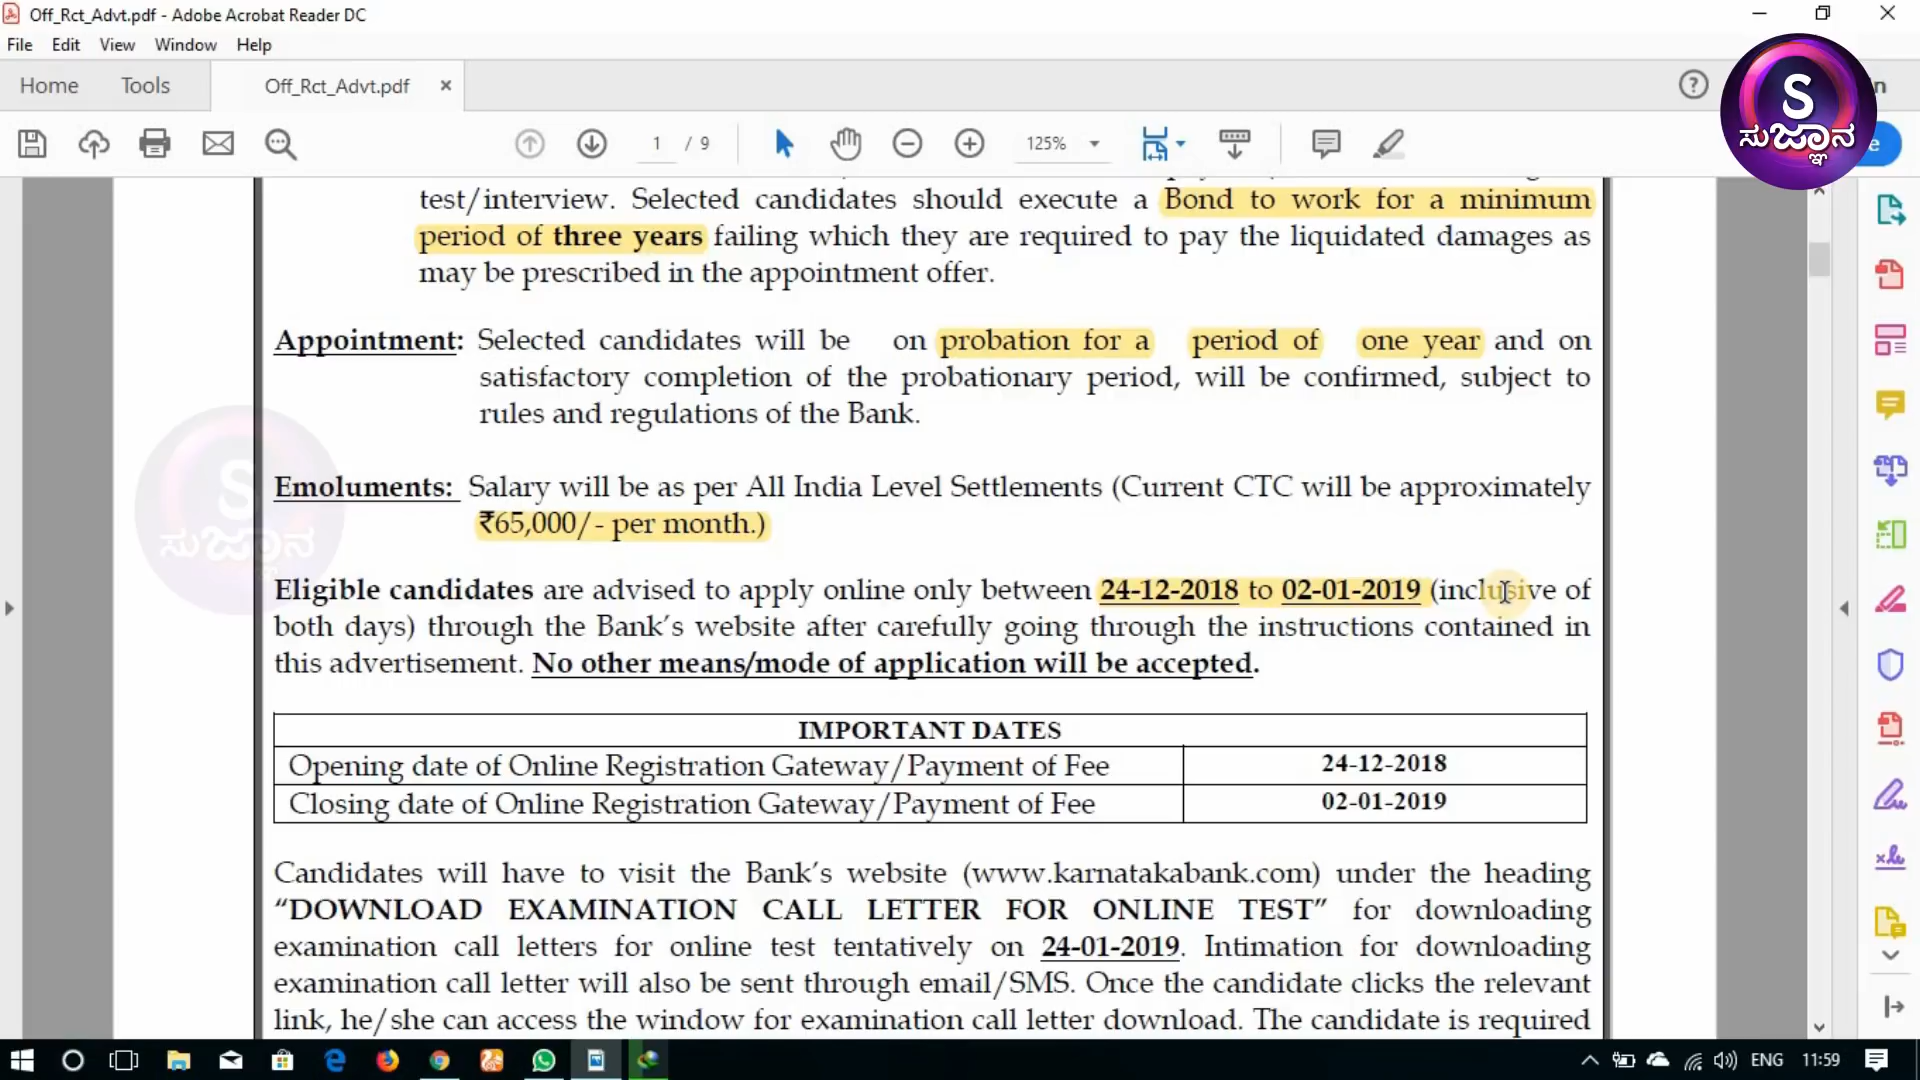 Off_Rct_Advt.pdf - Adobe Acrobat Reader DC
File Edit View Window Help
Home Tools Off_Rct_Advt.pdf
1 / 9 125%
S
ಸುಜ್ಞಾನ
test/interview. Selected candidates should execute a Bond to work for a minimum
period of three years failing which they are required to pay the liquidated damages as
may be prescribed in the appointment offer.
Appointment: Selected candidates will be on probation for a period of one year and on
satisfactory completion of the probationary period, will be confirmed, subject to
rules and regulations of the Bank.
Emoluments: Salary will be as per All India Level Settlements (Current CTC will be approximately
₹65,000/- per month.)
S
ಸುಜ್ಞಾನ
Eligible candidates are advised to apply online only between 24-12-2018 to 02-01-2019 (inclusive of
both days) through the Bank's website after carefully going through the instructions contained in
this advertisement. No other means/mode of application will be accepted.
IMPORTANT DATES
Opening date of Online Registration Gateway/Payment of Fee 24-12-2018
Closing date of Online Registration Gateway/Payment of Fee 02-01-2019
Candidates will have to visit the Bank's website (www.karnatakabank.com) under the heading
"DOWNLOAD EXAMINATION CALL LETTER FOR ONLINE TEST" for downloading
examination call letters for online test tentatively on 24-01-2019. Intimation for downloading
examination call letter will also be sent through email/SMS. Once the candidate clicks the relevant
link, he/she can access the window for examination call letter download. The candidate is required
ENG 11:59